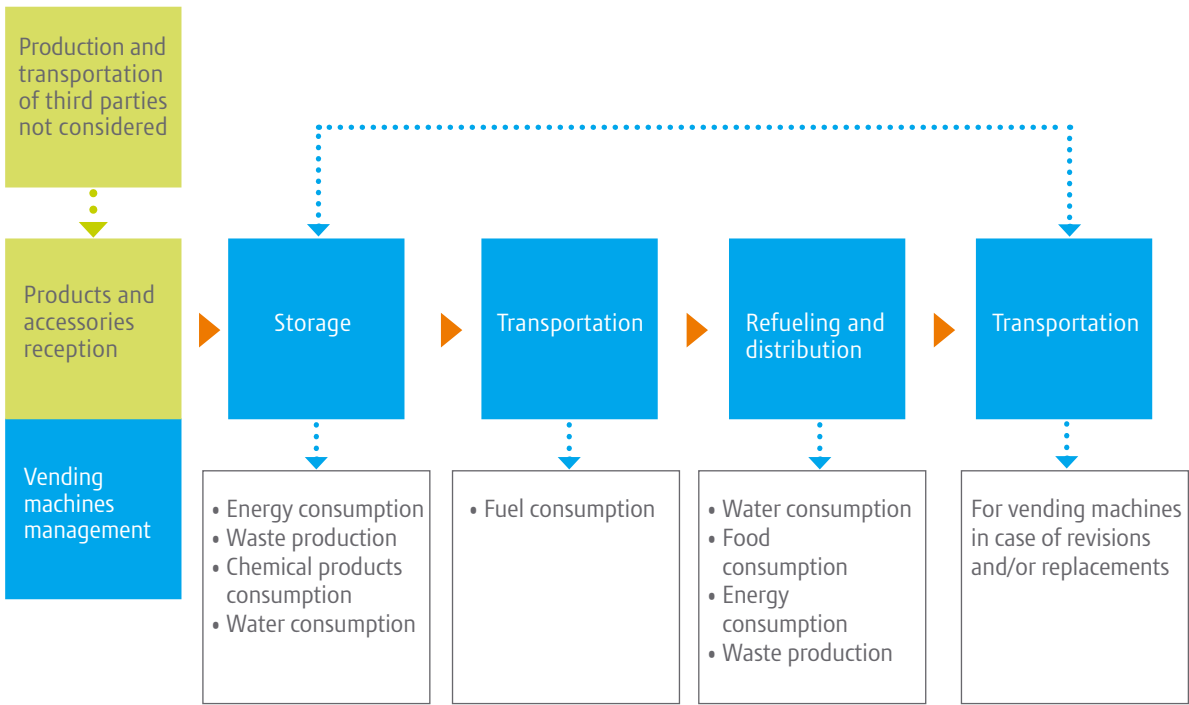 Production and
transportation
of third parties
not considered
Products and
accessories
reception
Vending
machines
management
Storage
Transportation
Refueling and
distribution
Transportation
• Energy consumption
• Waste production
• Chemical products
consumption
• Water consumption
• Fuel consumption
• Water consumption
• Food
consumption
• Energy
consumption
• Waste production
For vending machines
in case of revisions
and/or replacements